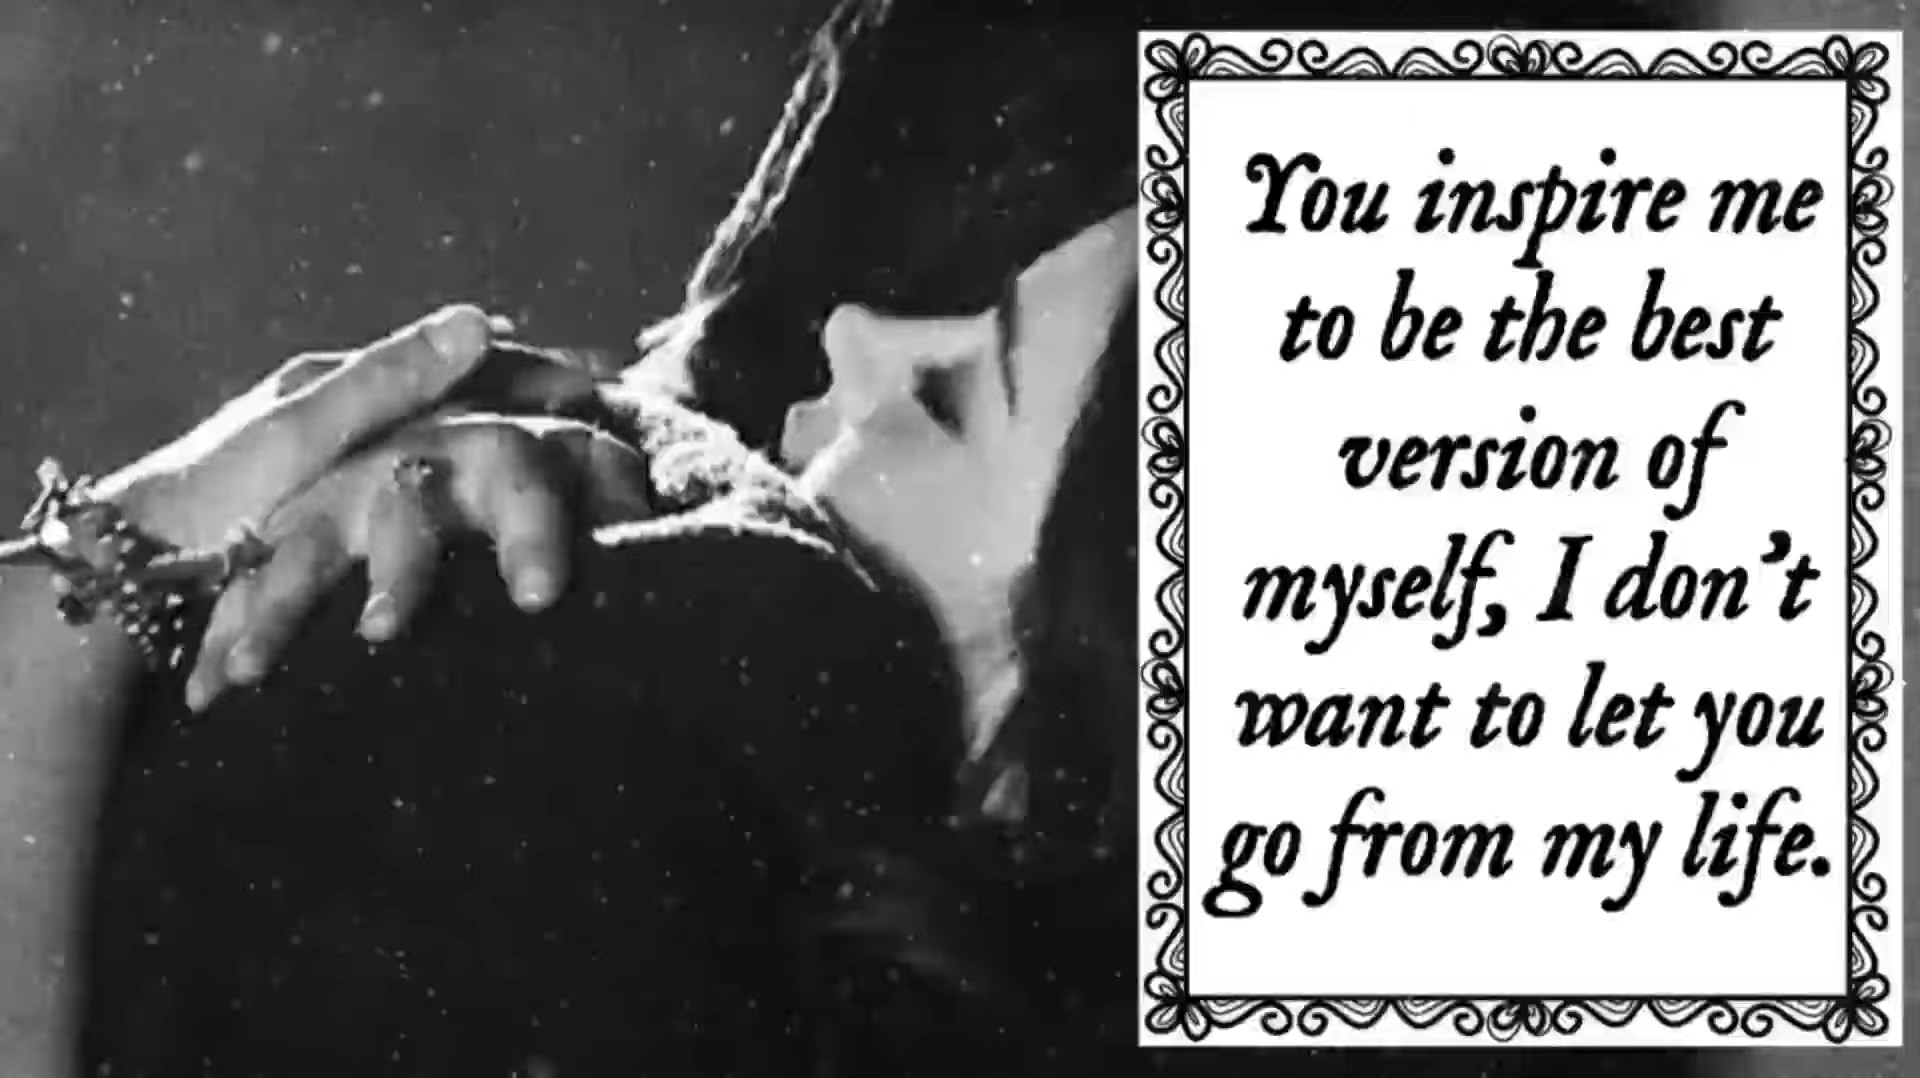 You inspire me
to be the best
version of
myself, I don't
want to let you
go from my life.